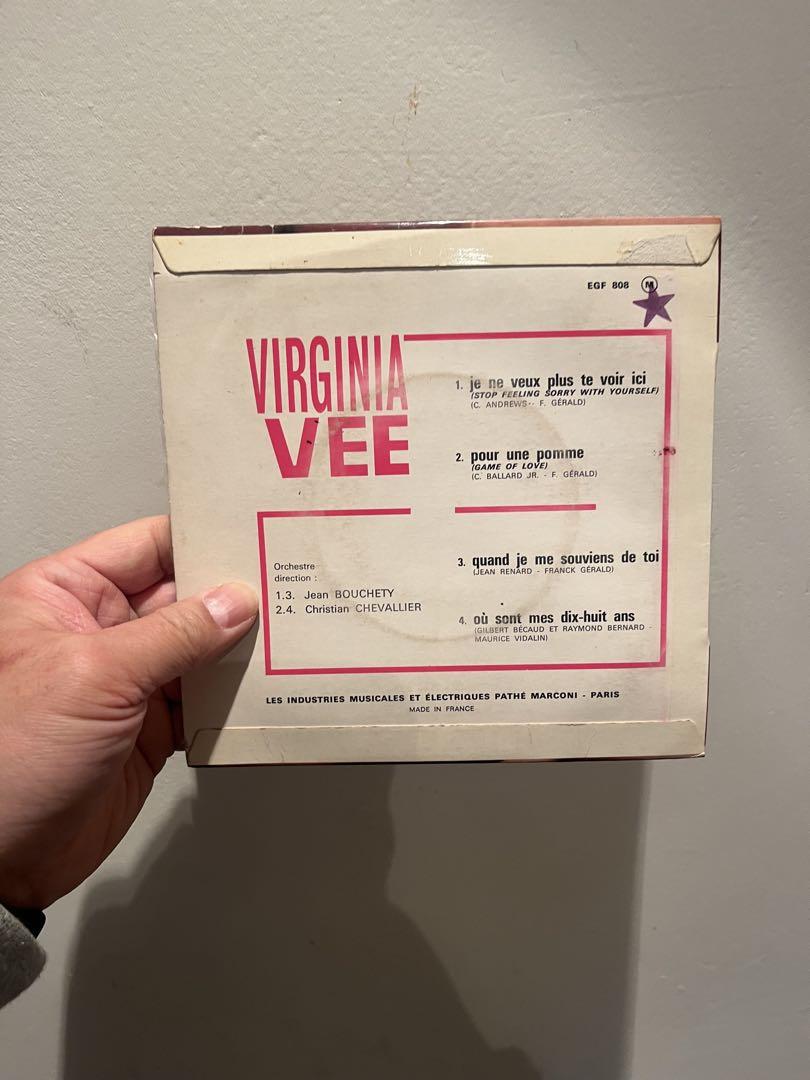 EGF 808 M
VIRGINIA
VEE
1. je ne veux plus te voir ici
(STOP FEELING SORRY WITH YOURSELF)
(C. ANDREWS - F. GÉRALD)
2. pour une pomme
(GAME OF LOVE)
(C. BALLARD JR. - F. GÉRALD)
Orchestre
direction :
1.3. Jean BOUCHETY
2.4. Christian CHEVALLIER
3. quand je me souviens de toi
(JEAN RENARD - FRANCK GÉRALD)
4. où sont mes dix-huit ans
(GILBERT BÉCAUD ET RAYMOND BERNARD -
MAURICE VIDALIN)
LES INDUSTRIES MUSICALES ET ÉLECTRIQUES PATHÉ MARCONI - PARIS
MADE IN FRANCE